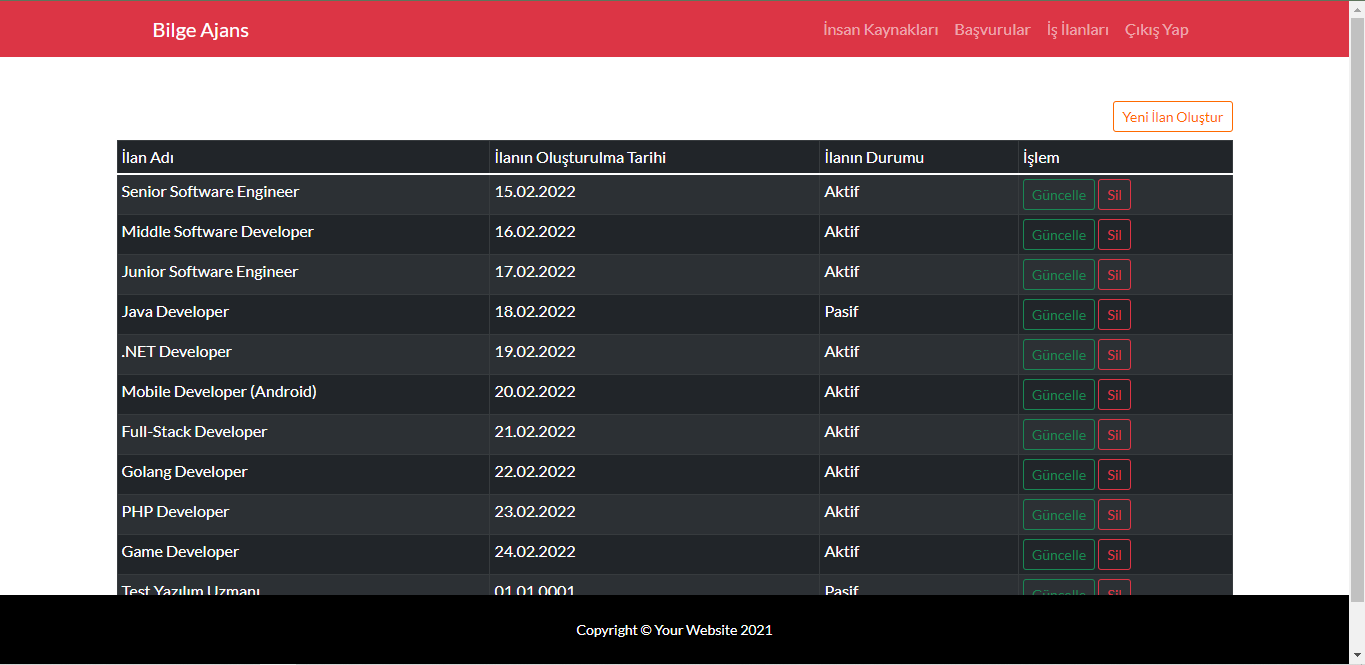 Bilge Ajans İnsan Kaynakları Başvurular İş İlanları Çıkış Yap
Yeni İlan Oluştur
İlan Adı İlanın Oluşturulma Tarihi İlanın Durumu İşlem
Senior Software Engineer 15.02.2022 Aktif Güncelle Sil
Middle Software Developer 16.02.2022 Aktif Güncelle Sil
Junior Software Engineer 17.02.2022 Aktif Güncelle Sil
Java Developer 18.02.2022 Pasif Güncelle Sil
.NET Developer 19.02.2022 Aktif Güncelle Sil
Mobile Developer (Android) 20.02.2022 Aktif Güncelle Sil
Full-Stack Developer 21.02.2022 Aktif Güncelle Sil
Golang Developer 22.02.2022 Aktif Güncelle Sil
PHP Developer 23.02.2022 Aktif Güncelle Sil
Game Developer 24.02.2022 Aktif Güncelle Sil
Test Yazılım Uzmanı 01.01.0001 Pasif Güncelle Sil
Copyright © Your Website 2021